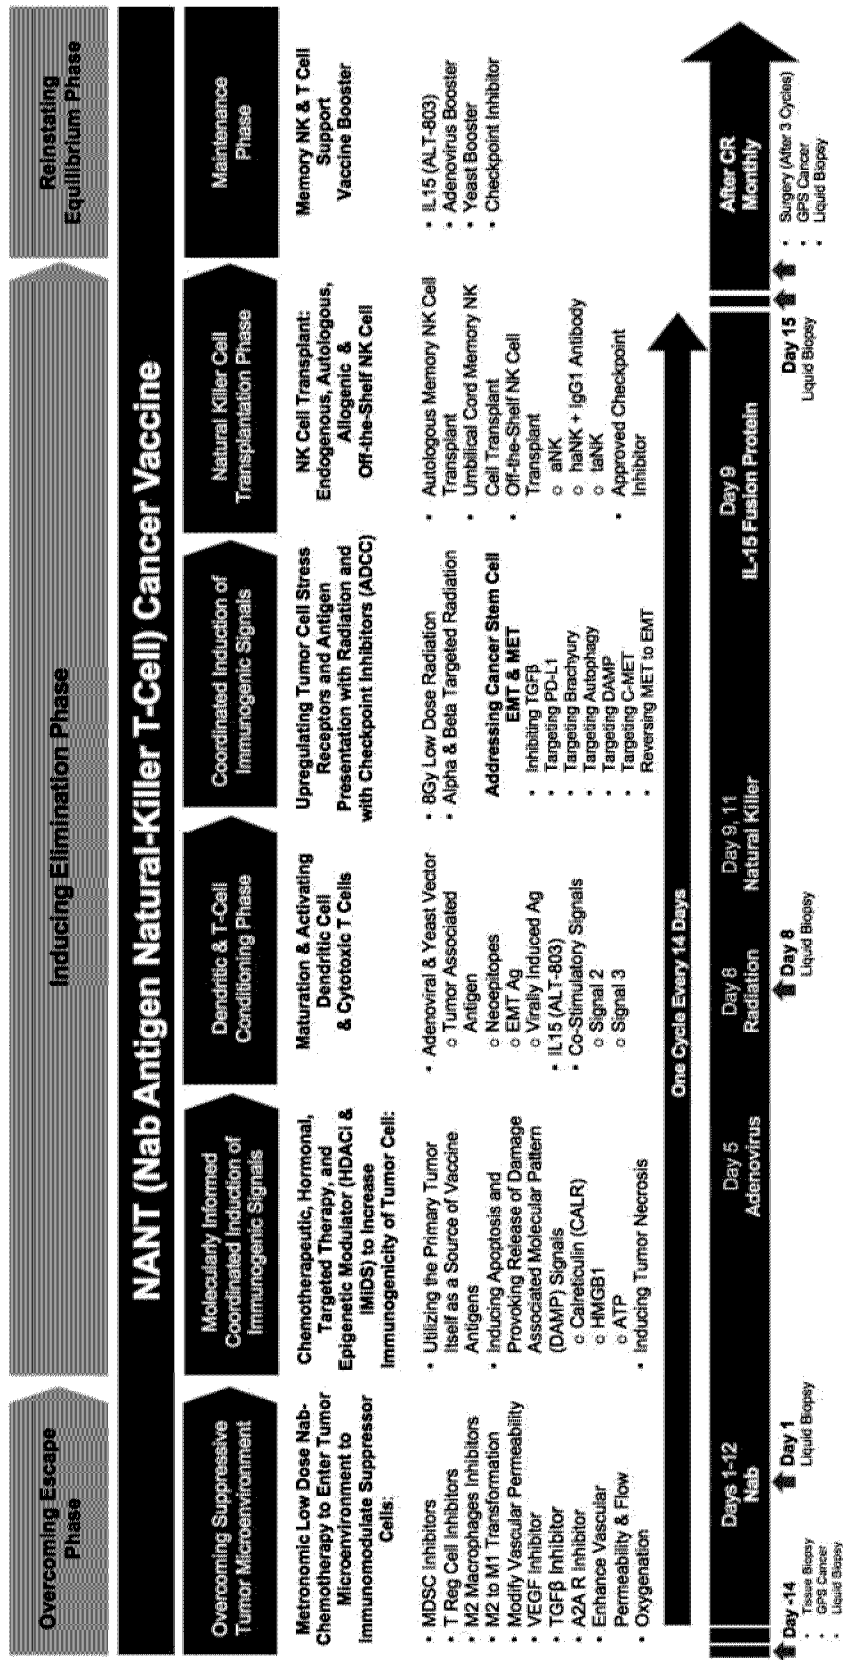 Overcoming Escape
Phase
Inducing Elimination Phase
Reinstating
Equilibrium Phase
NANT (Nab Antigen Natural-Killer T-Cell) Cancer Vaccine
Overcoming Suppressive
Tumor Microenvironment
Molecularly Informed
Coordinated Induction of
Immunogenic Signals
Dendritic & T-Cell
Conditioning Phase
Coordinated Induction of
Immunogenic Signals
Natural Killer Cell
Transplantation Phase
Maintenance
Phase
Metronomic Low Dose Nab-
Chemotherapy to Enter Tumor
Microenvironment to
Immunomodulate Suppressor
Cells:
• MDSC Inhibitors
• T Reg Cell Inhibitors
• M2 Macrophages Inhibitors
• M2 to M1 Transformation
• Modify Vascular Permeability
• VEGF Inhibitor
• TGFβ Inhibitor
• A2A R Inhibitor
• Enhance Vascular
Permeability & Flow
• Oxygenation
Chemotherapeutic, Hormonal,
Targeted Therapy, and
Epigenetic Modulator (HDACi &
IMiDS) to Increase
Immunogenicity of Tumor Cell:
• Utilizing the Primary Tumor
Itself as a Source of Vaccine
Antigens
• Inducing Apoptosis and
Provoking Release of Damage
Associated Molecular Pattern
(DAMP) Signals
o Calreticulin (CALR)
o HMGB1
o ATP
• Inducing Tumor Necrosis
Maturation & Activating
Dendritic Cell
& Cytotoxic T Cells
• Adenoviral & Yeast Vector
o Tumor Associated
Antigen
o Neoepitopes
o EMT Ag
o Virally Induced Ag
• IL15 (ALT-803)
• Co-Stimulatory Signals
o Signal 2
o Signal 3
Upregulating Tumor Cell Stress
Receptors and Antigen
Presentation with Radiation and
with Checkpoint Inhibitors (ADCC)
• 8Gy Low Dose Radiation
• Alpha & Beta Targeted Radiation
Addressing Cancer Stem Cell
EMT & MET
• Inhibiting TGFβ
• Targeting PD-L1
• Targeting Brachyury
• Targeting Autophagy
• Targeting DAMP
• Targeting C-MET
• Reversing MET to EMT
NK Cell Transplant:
Endogenous, Autologous,
Allogenic &
Off-the-Shelf NK Cell
• Autologous Memory NK Cell
Transplant
• Umbilical Cord Memory NK
Cell Transplant
• Off-the-Shelf NK Cell
Transplant
o aNK
o haNK + IgG1 Antibody
o taNK
• Approved Checkpoint
Inhibitor
Memory NK & T Cell
Support
Vaccine Booster
• IL15 (ALT-803)
• Adenovirus Booster
• Yeast Booster
• Checkpoint Inhibitor
One Cycle Every 14 Days
Days 1-12
Nab
Day 5
Adenovirus
Day 8
Radiation
Day 9, 11
Natural Killer
Day 9
IL-15 Fusion Protein
After CR
Monthly
Day -14
• Tissue Biopsy
• GPS Cancer
• Liquid Biopsy
Day 1
Liquid Biopsy
Day 8
Liquid Biopsy
Day 15
Liquid Biopsy
• Surgery (After 3 Cycles)
• GPS Cancer
• Liquid Biopsy